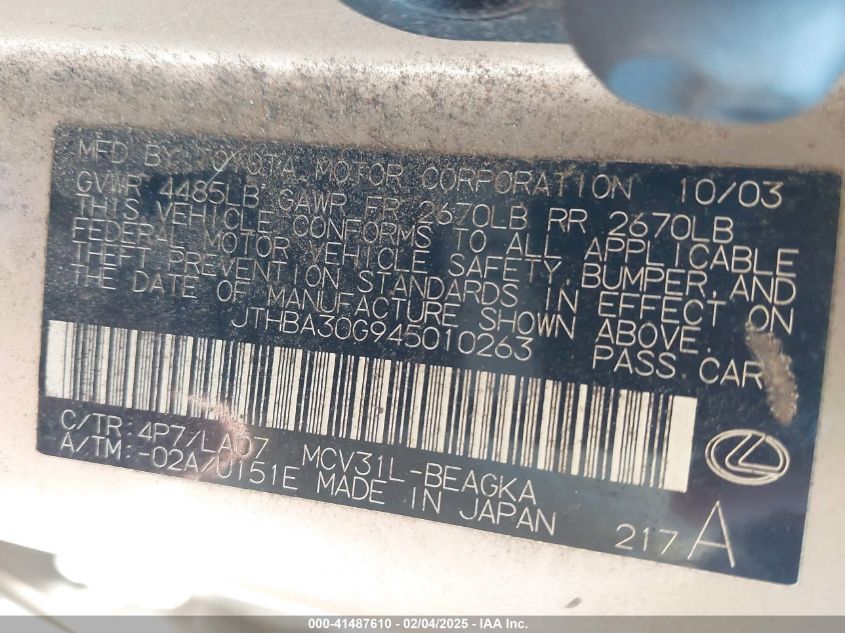 MFD BY: TOYOTA MOTOR CORPORATION 10/03
GVWR 4485LB GAWR FR 2670LB RR 2670LB
THIS VEHICLE CONFORMS TO ALL APPLICABLE
FEDERAL MOTOR VEHICLE SAFETY, BUMPER, AND
THEFT PREVENTION STANDARDS IN EFFECT ON
THE DATE OF MANUFACTURE SHOWN ABOVE.
JTHBA30G945010263 PASS. CAR
C/TR: 4P7/LA07 MCV31L-BEAGKA
A/TM: -02A/U151E MADE IN JAPAN
217A
000-41487610 - 02/04/2025 - IAA Inc.